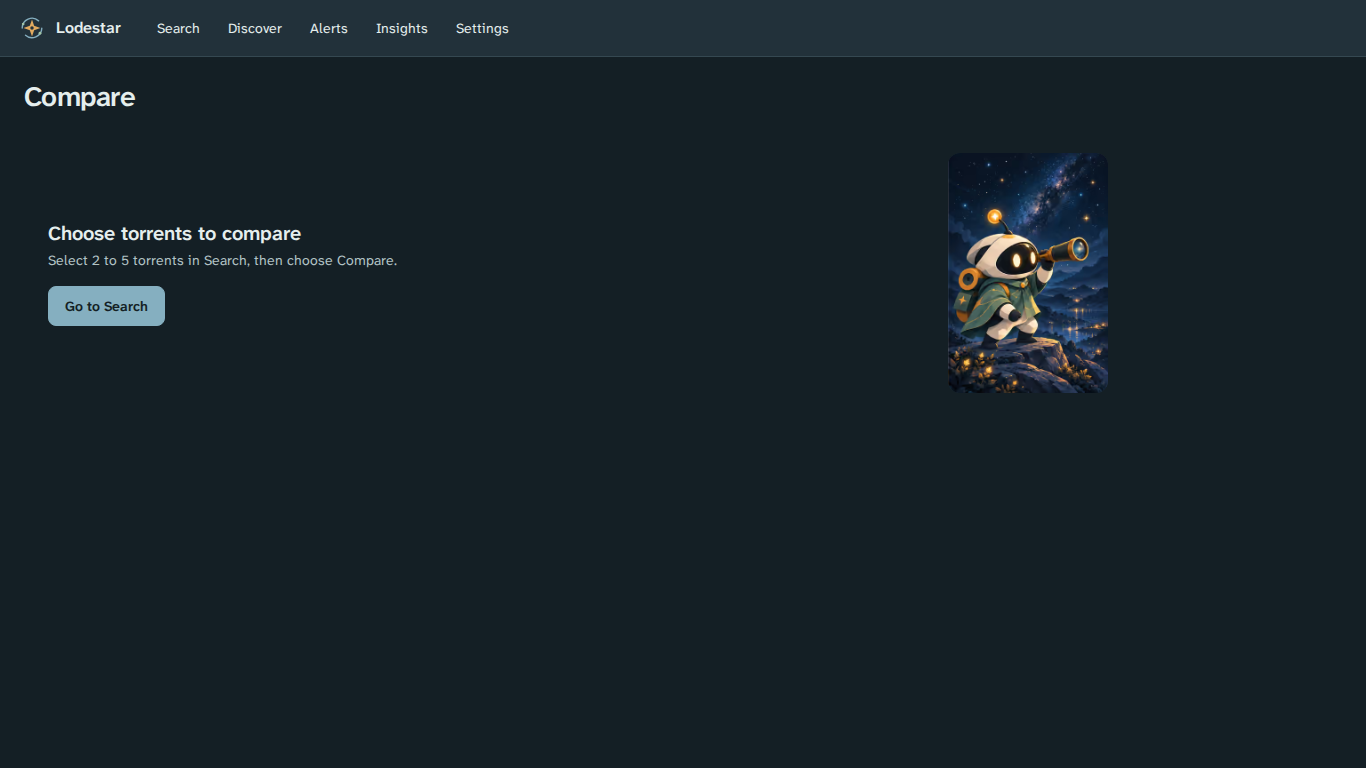 Lodestar
Search
Discover
Alerts
Insights
Settings
Compare
Choose torrents to compare
Select 2 to 5 torrents in Search, then choose Compare.
Go to Search